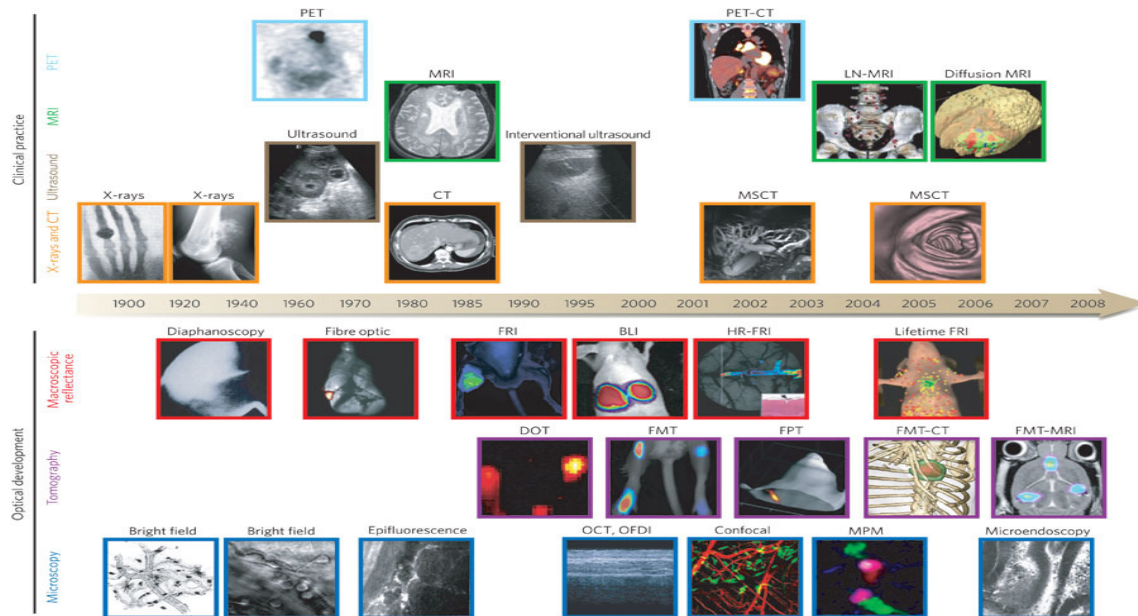 PET
PET-CT
MRI
LN-MRI
Diffusion MRI
Ultrasound
Interventional ultrasound
X-rays
X-rays
CT
MSCT
MSCT
Clinical practice
PET
MRI
Ultrasound
X-rays and CT
1900 1920 1940 1960 1970 1980 1985 1990 1995 2000 2001 2002 2003 2004 2005 2006 2007 2008
Diaphanoscopy
Fibre optic
FRI
BLI
HR-FRI
Lifetime FRI
DOT
FMT
FPT
FMT-CT
FMT-MRI
Bright field
Bright field
Epifluorescence
OCT, OFDI
Confocal
MPM
Microendoscopy
Optical development
Macroscopic
reflectance
Tomography
Microscopy